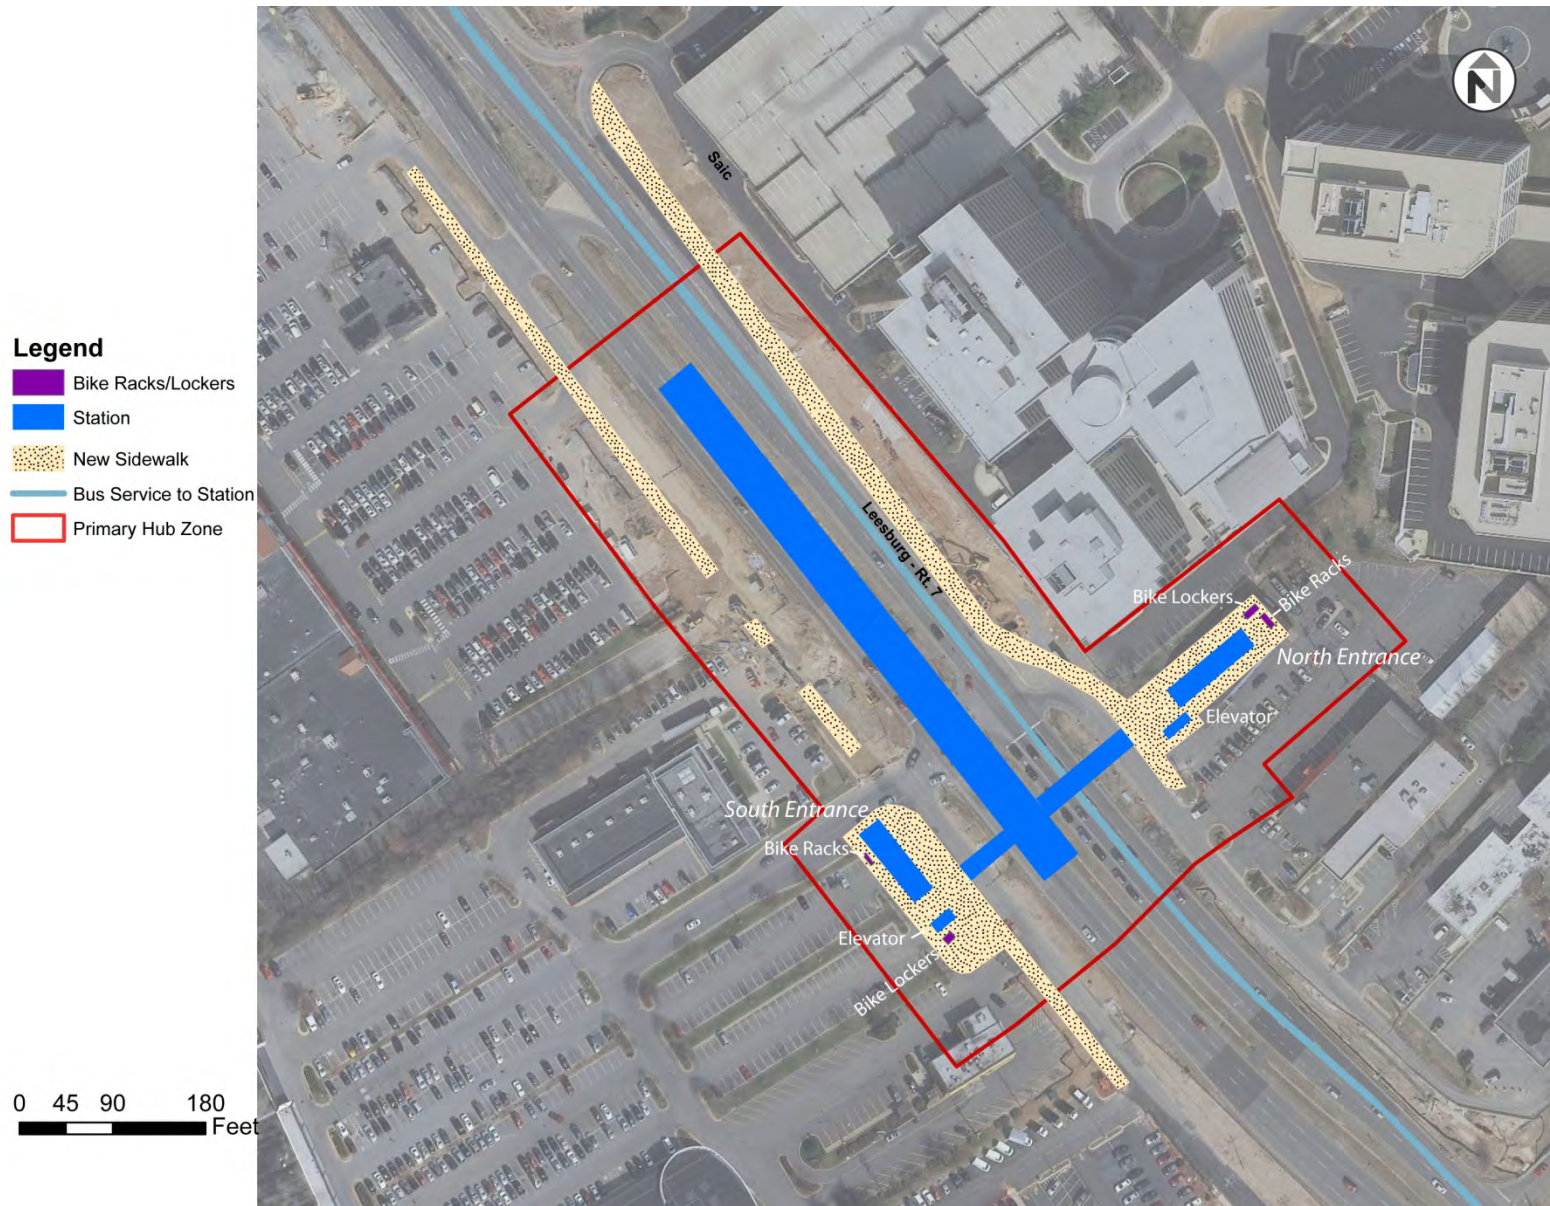 N
Saic
Legend
Bike Racks/Lockers
Station
New Sidewalk
Bus Service to Station
Primary Hub Zone
Leesburg - Rt. 7
Bike Lockers
Bike Racks
North Entrance
Elevator
South Entrance
Bike Racks
Elevator
Bike Lockers
0 45 90 180
Feet